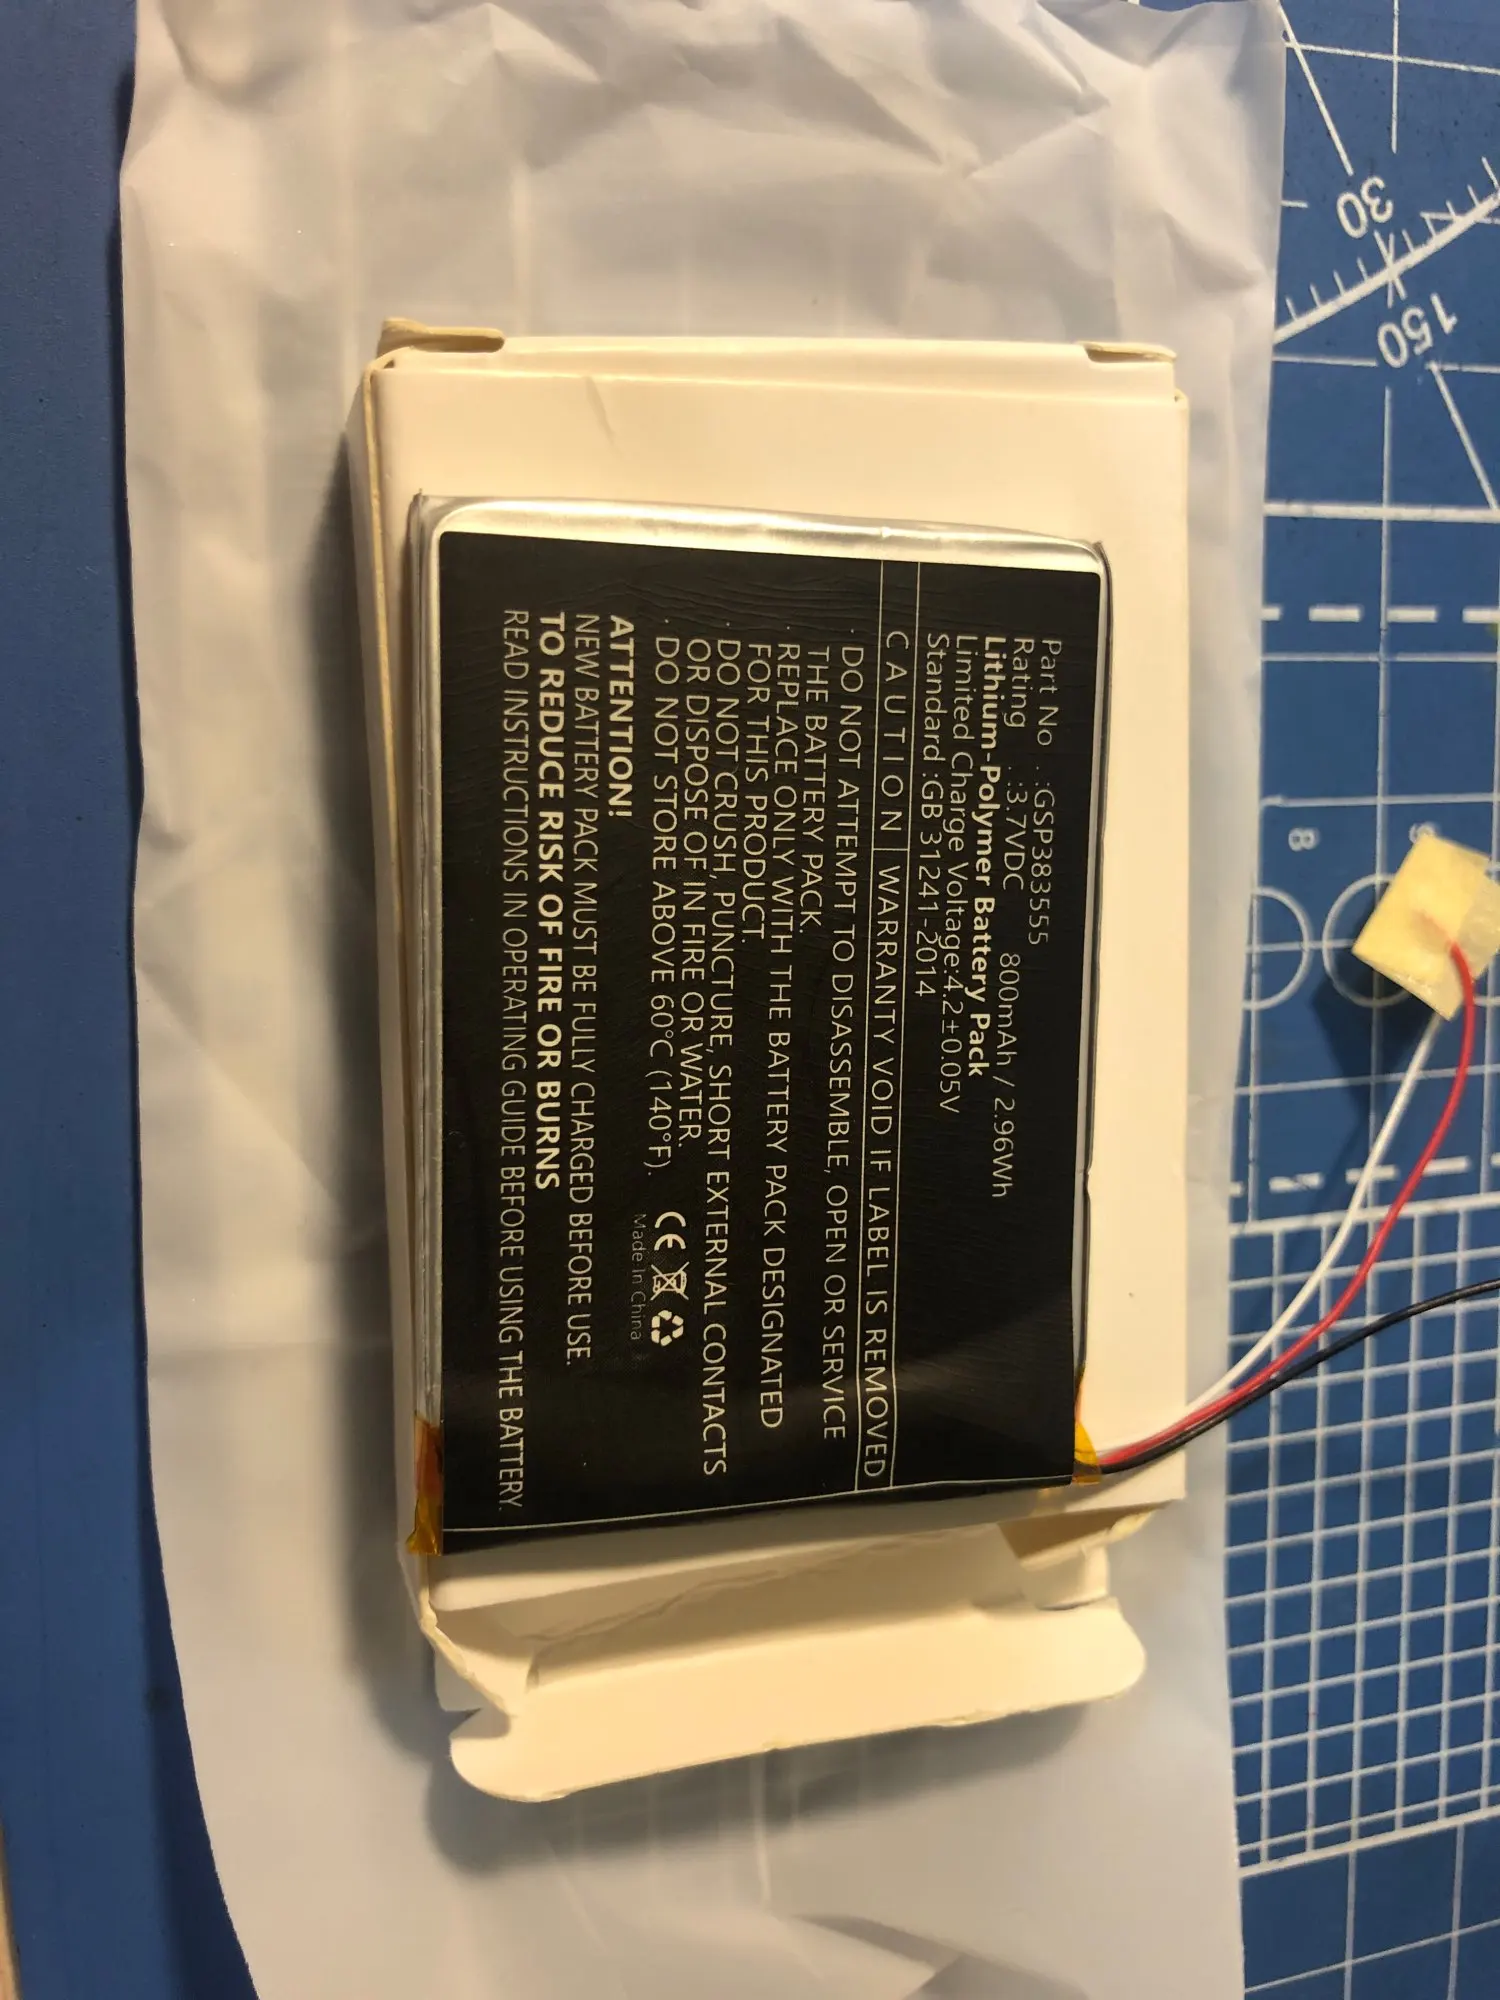 Part No . :GSP383555
Rating . :3.7VDC 800mAh / 2.96Wh
Lithium-Polymer Battery Pack
Limited Charge Voltage:4.2±0.05V
Standard :GB 31241-2014
CAUTION WARRANTY VOID IF LABEL IS REMOVED
. DO NOT ATTEMPT TO DISASSEMBLE, OPEN OR SERVICE
THE BATTERY PACK.
. REPLACE ONLY WITH THE BATTERY PACK DESIGNATED
FOR THIS PRODUCT.
. DO NOT CRUSH, PUNCTURE, SHORT EXTERNAL CONTACTS
OR DISPOSE OF IN FIRE OR WATER.
. DO NOT STORE ABOVE 60°C (140°F).
CE
Made In China
ATTENTION!
NEW BATTERY PACK MUST BE FULLY CHARGED BEFORE USE.
TO REDUCE RISK OF FIRE OR BURNS
READ INSTRUCTIONS IN OPERATING GUIDE BEFORE USING THE BATTERY.
30
150
8